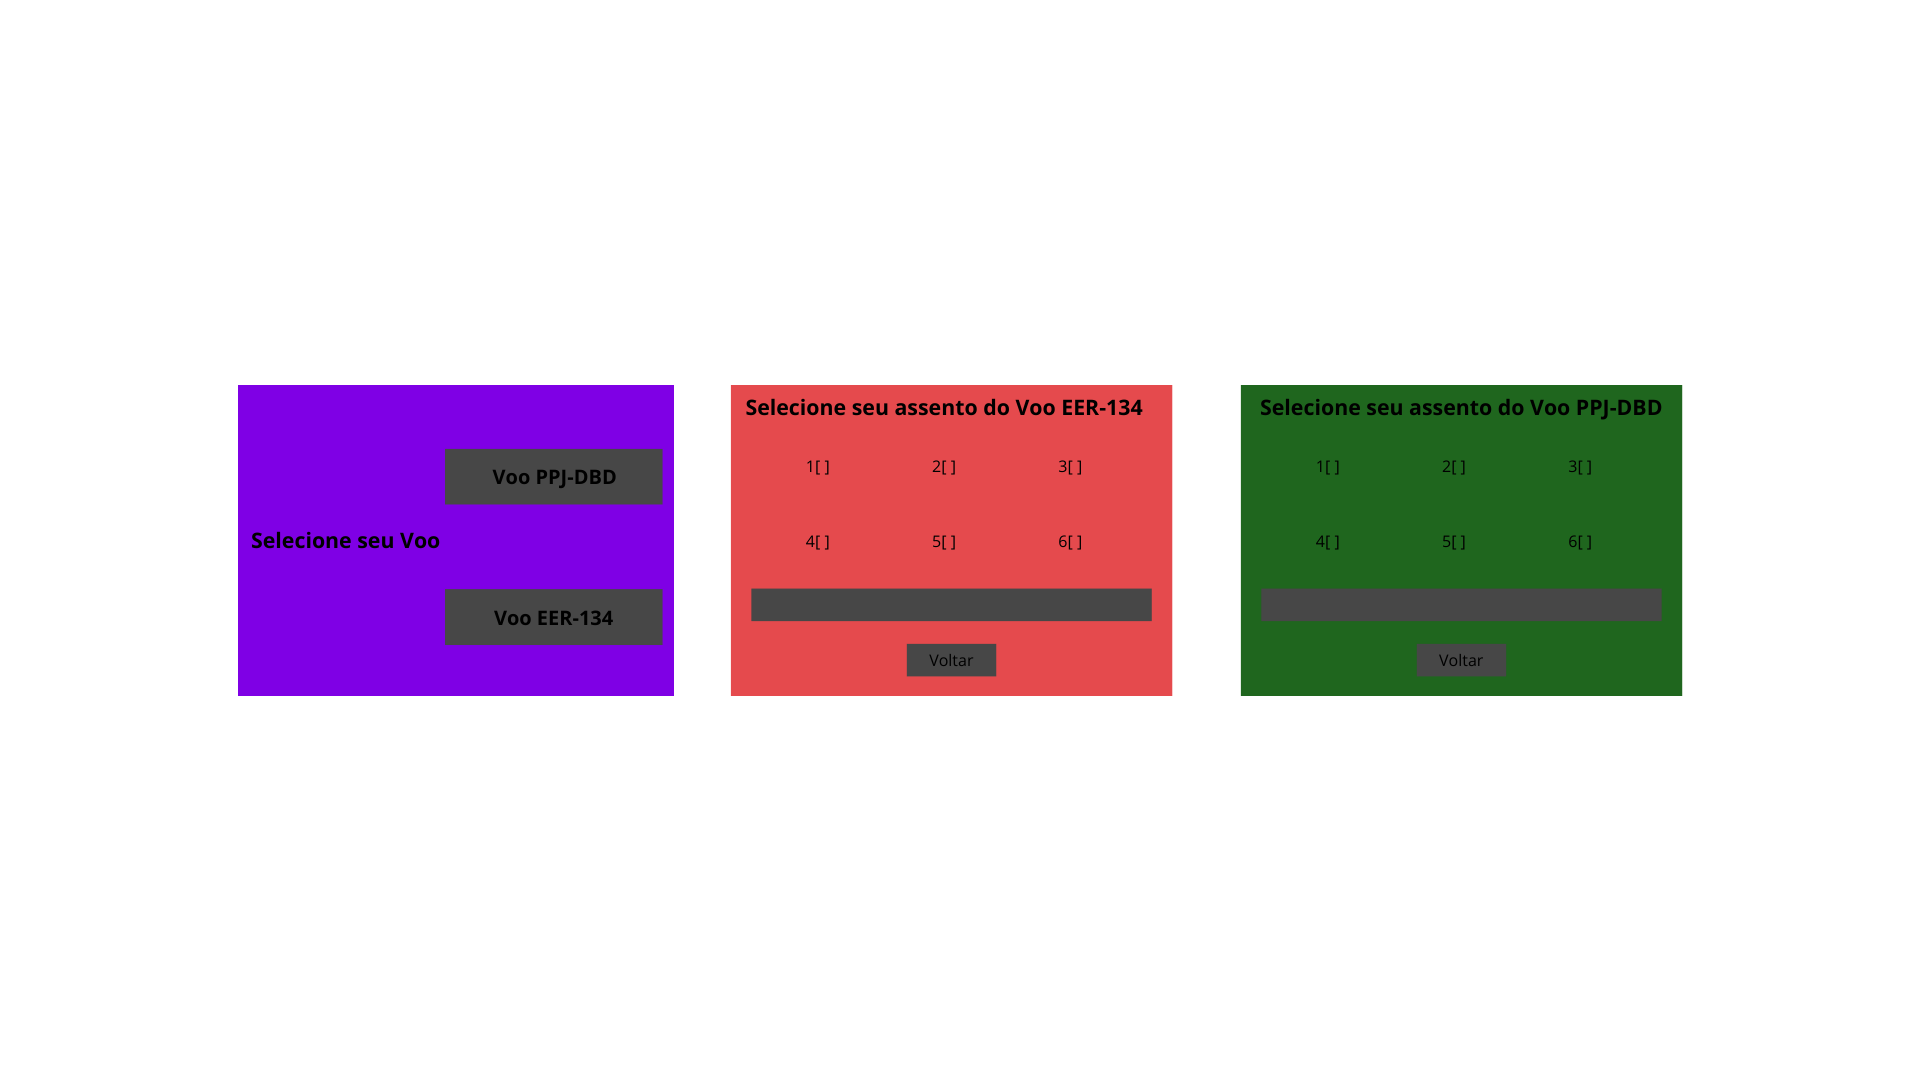 Voo PPJ-DBD
Selecione seu Voo
Voo EER-134
Selecione seu assento do Voo EER-134
1[ ] 2[ ] 3[ ]
4[ ] 5[ ] 6[ ]
Voltar
Selecione seu assento do Voo PPJ-DBD
1[ ] 2[ ] 3[ ]
4[ ] 5[ ] 6[ ]
Voltar